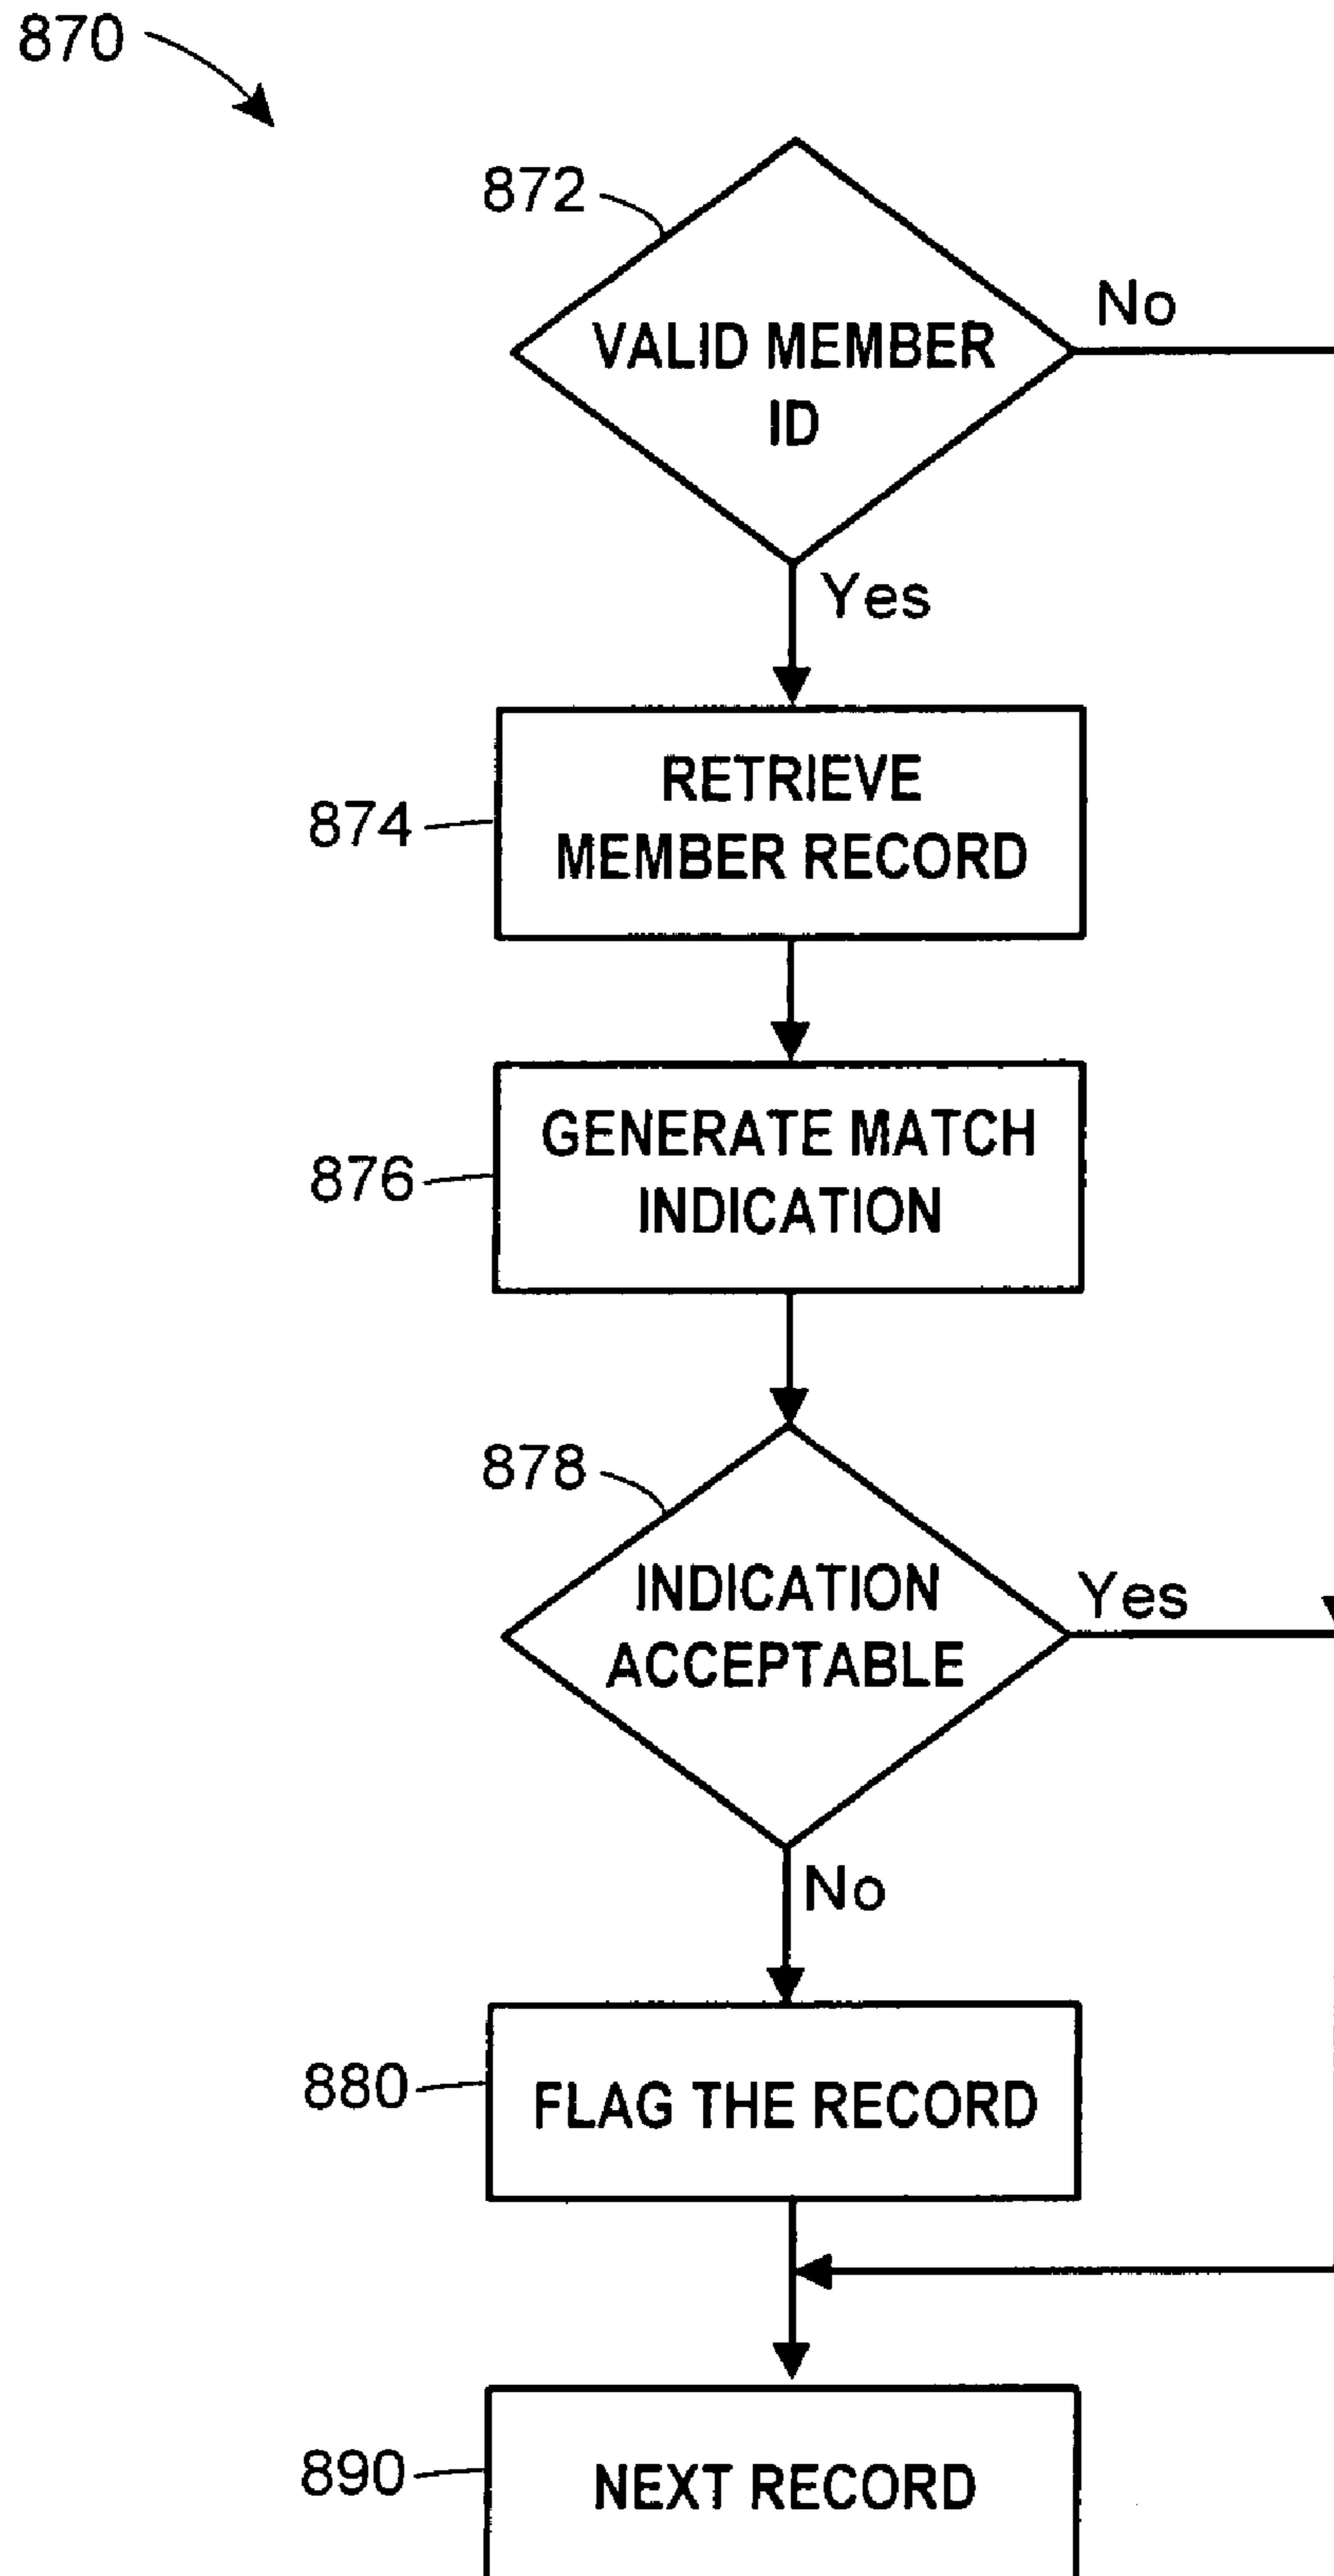 870
872
VALID MEMBER
ID
No
Yes
874
RETRIEVE
MEMBER RECORD
876
GENERATE MATCH
INDICATION
878
INDICATION
ACCEPTABLE
Yes
No
880
FLAG THE RECORD
890
NEXT RECORD